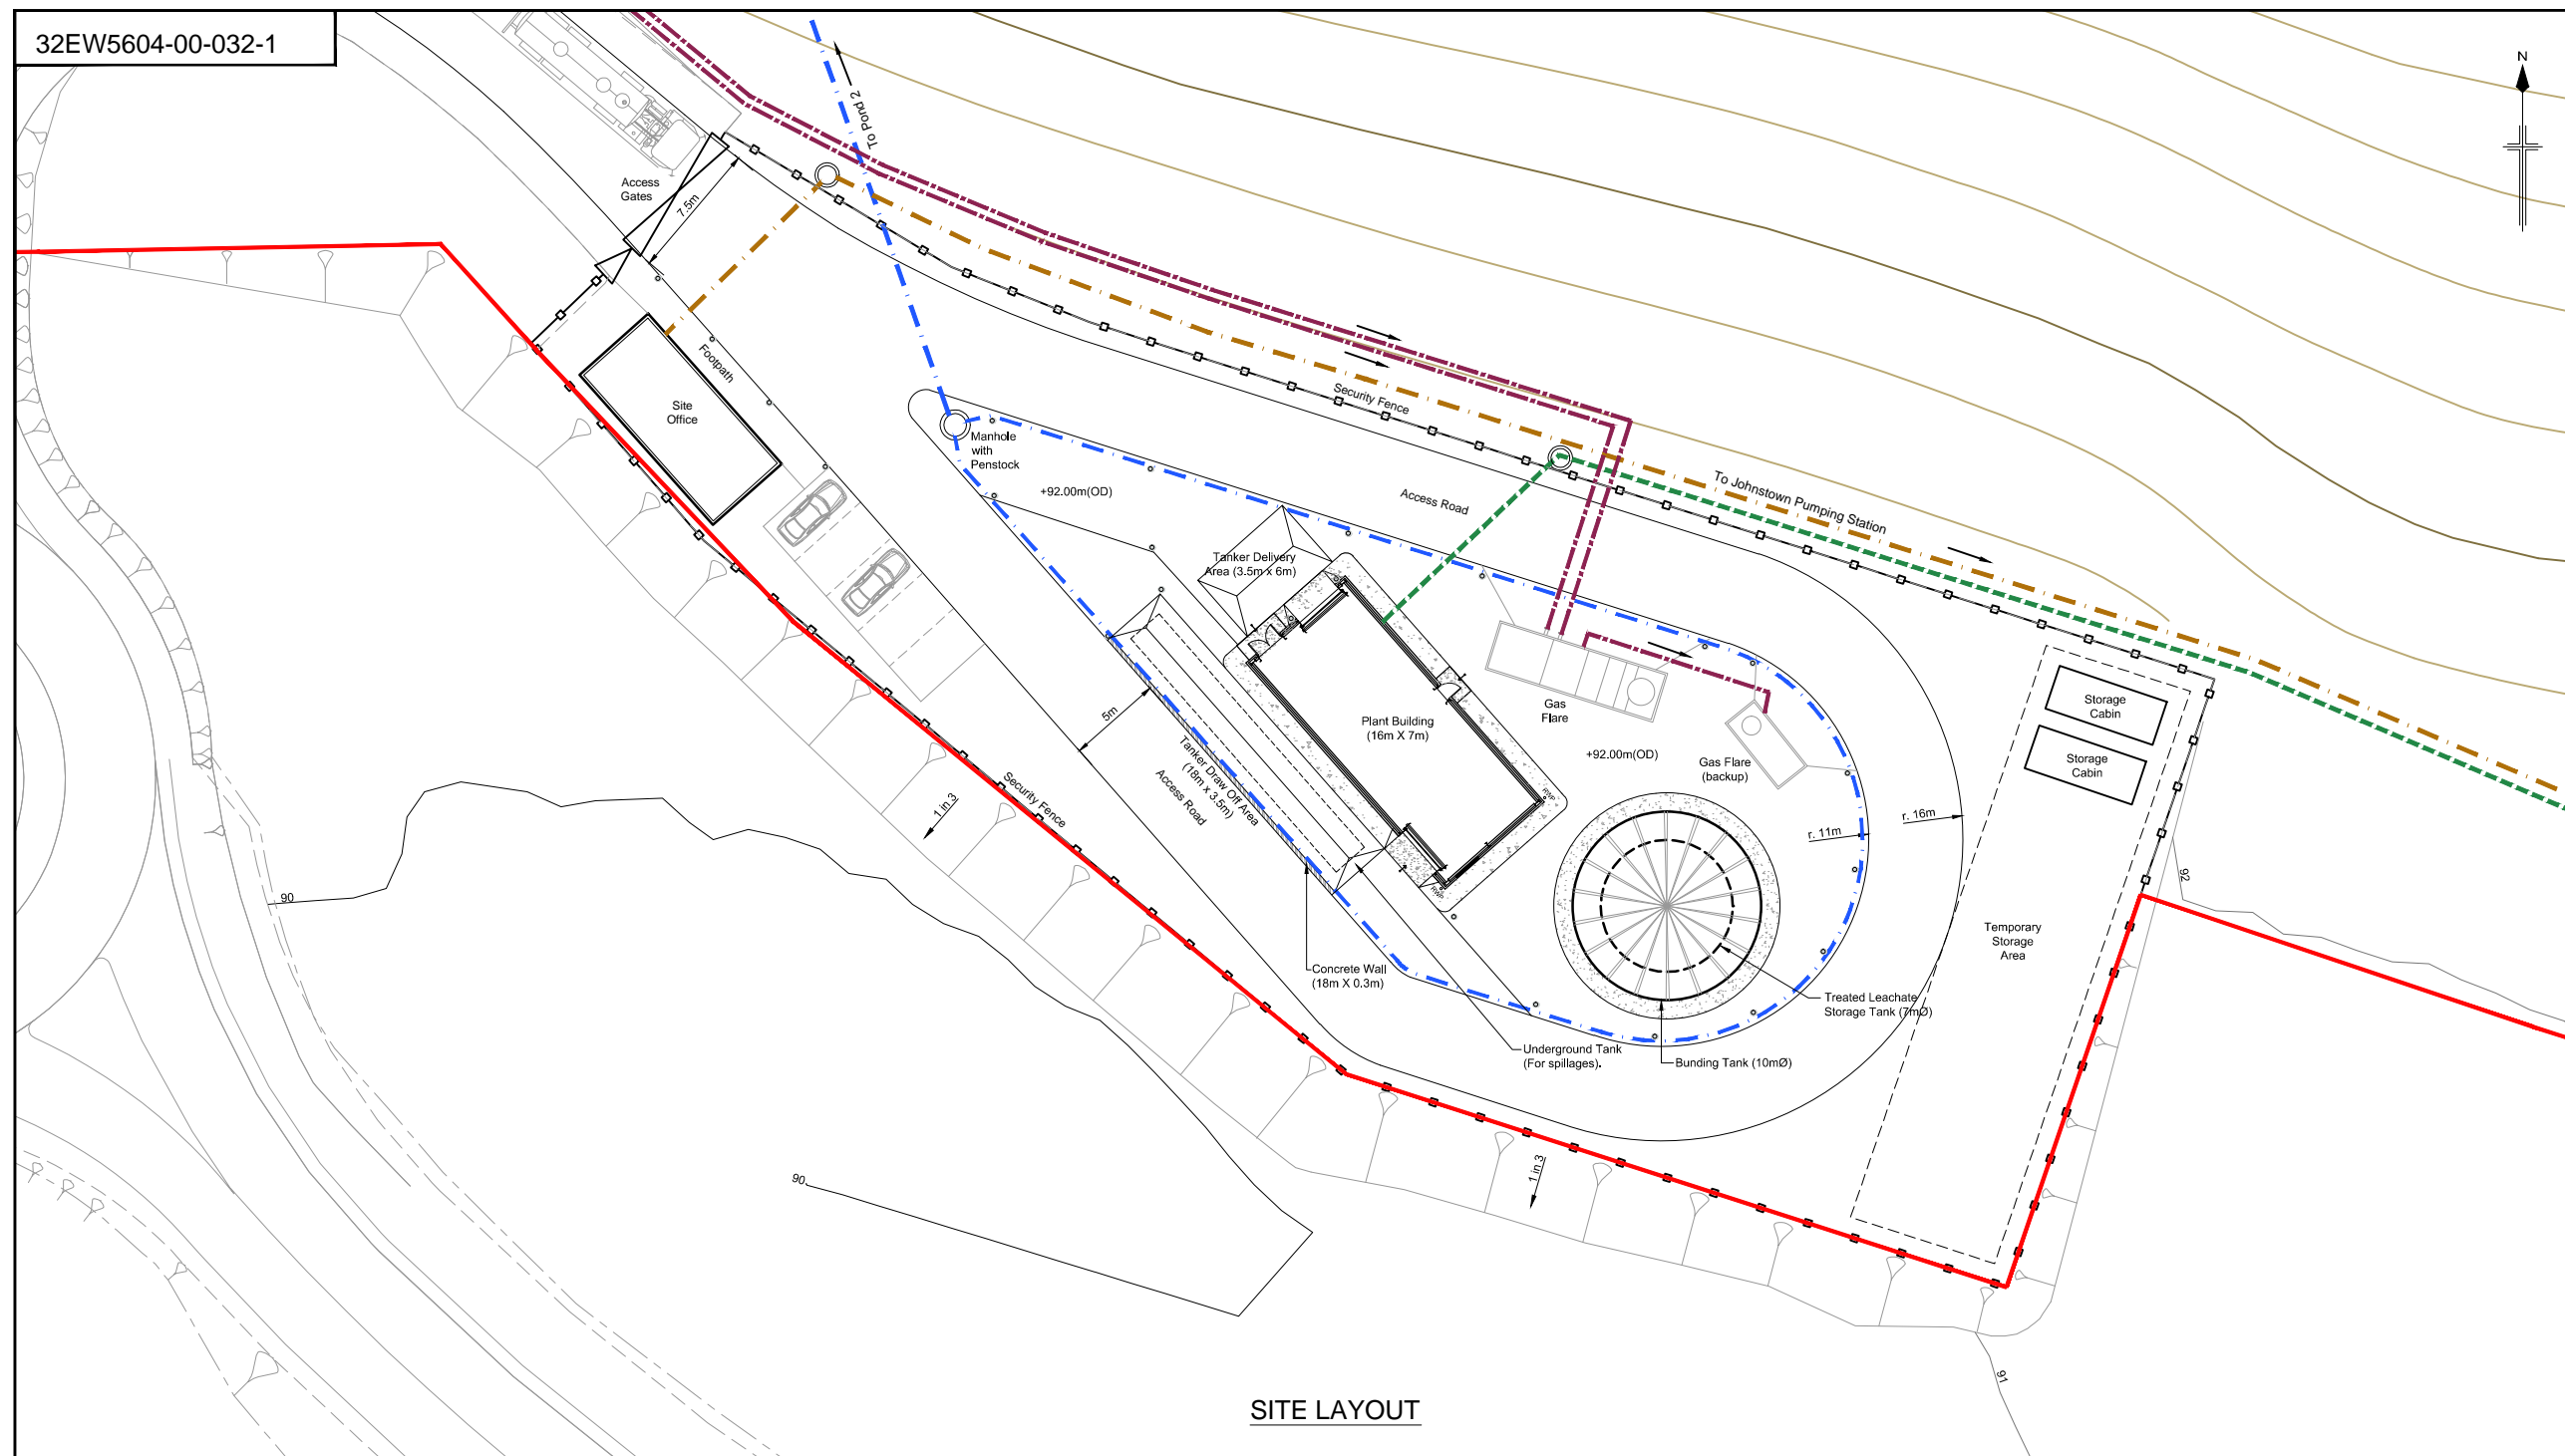 32EW5604-00-032-1
N
To Pond 2
Access
Gates
7.5m
Footpath
Site
Office
Security Fence
Manhole
with
Penstock
+92.00m(OD)
Access Road
To Johnstown Pumping Station
Tanker Delivery
Area (3.5m x 6m)
Plant Building
(16m X 7m)
RWP
RWP
Gas
Flare
+92.00m(OD)
Gas Flare
(backup)
Storage
Cabin
Storage
Cabin
5m
Tanker Draw Off Area
(18m x 3.5m)
Access Road
Security Fence
1 in 3
r. 11m
r. 16m
92
90
Temporary
Storage
Area
Concrete Wall
(18m X 0.3m)
Treated Leachate
Storage Tank (7mØ)
Underground Tank
(For spillages).
Bunding Tank (10mØ)
1 in 3
90
91
SITE LAYOUT